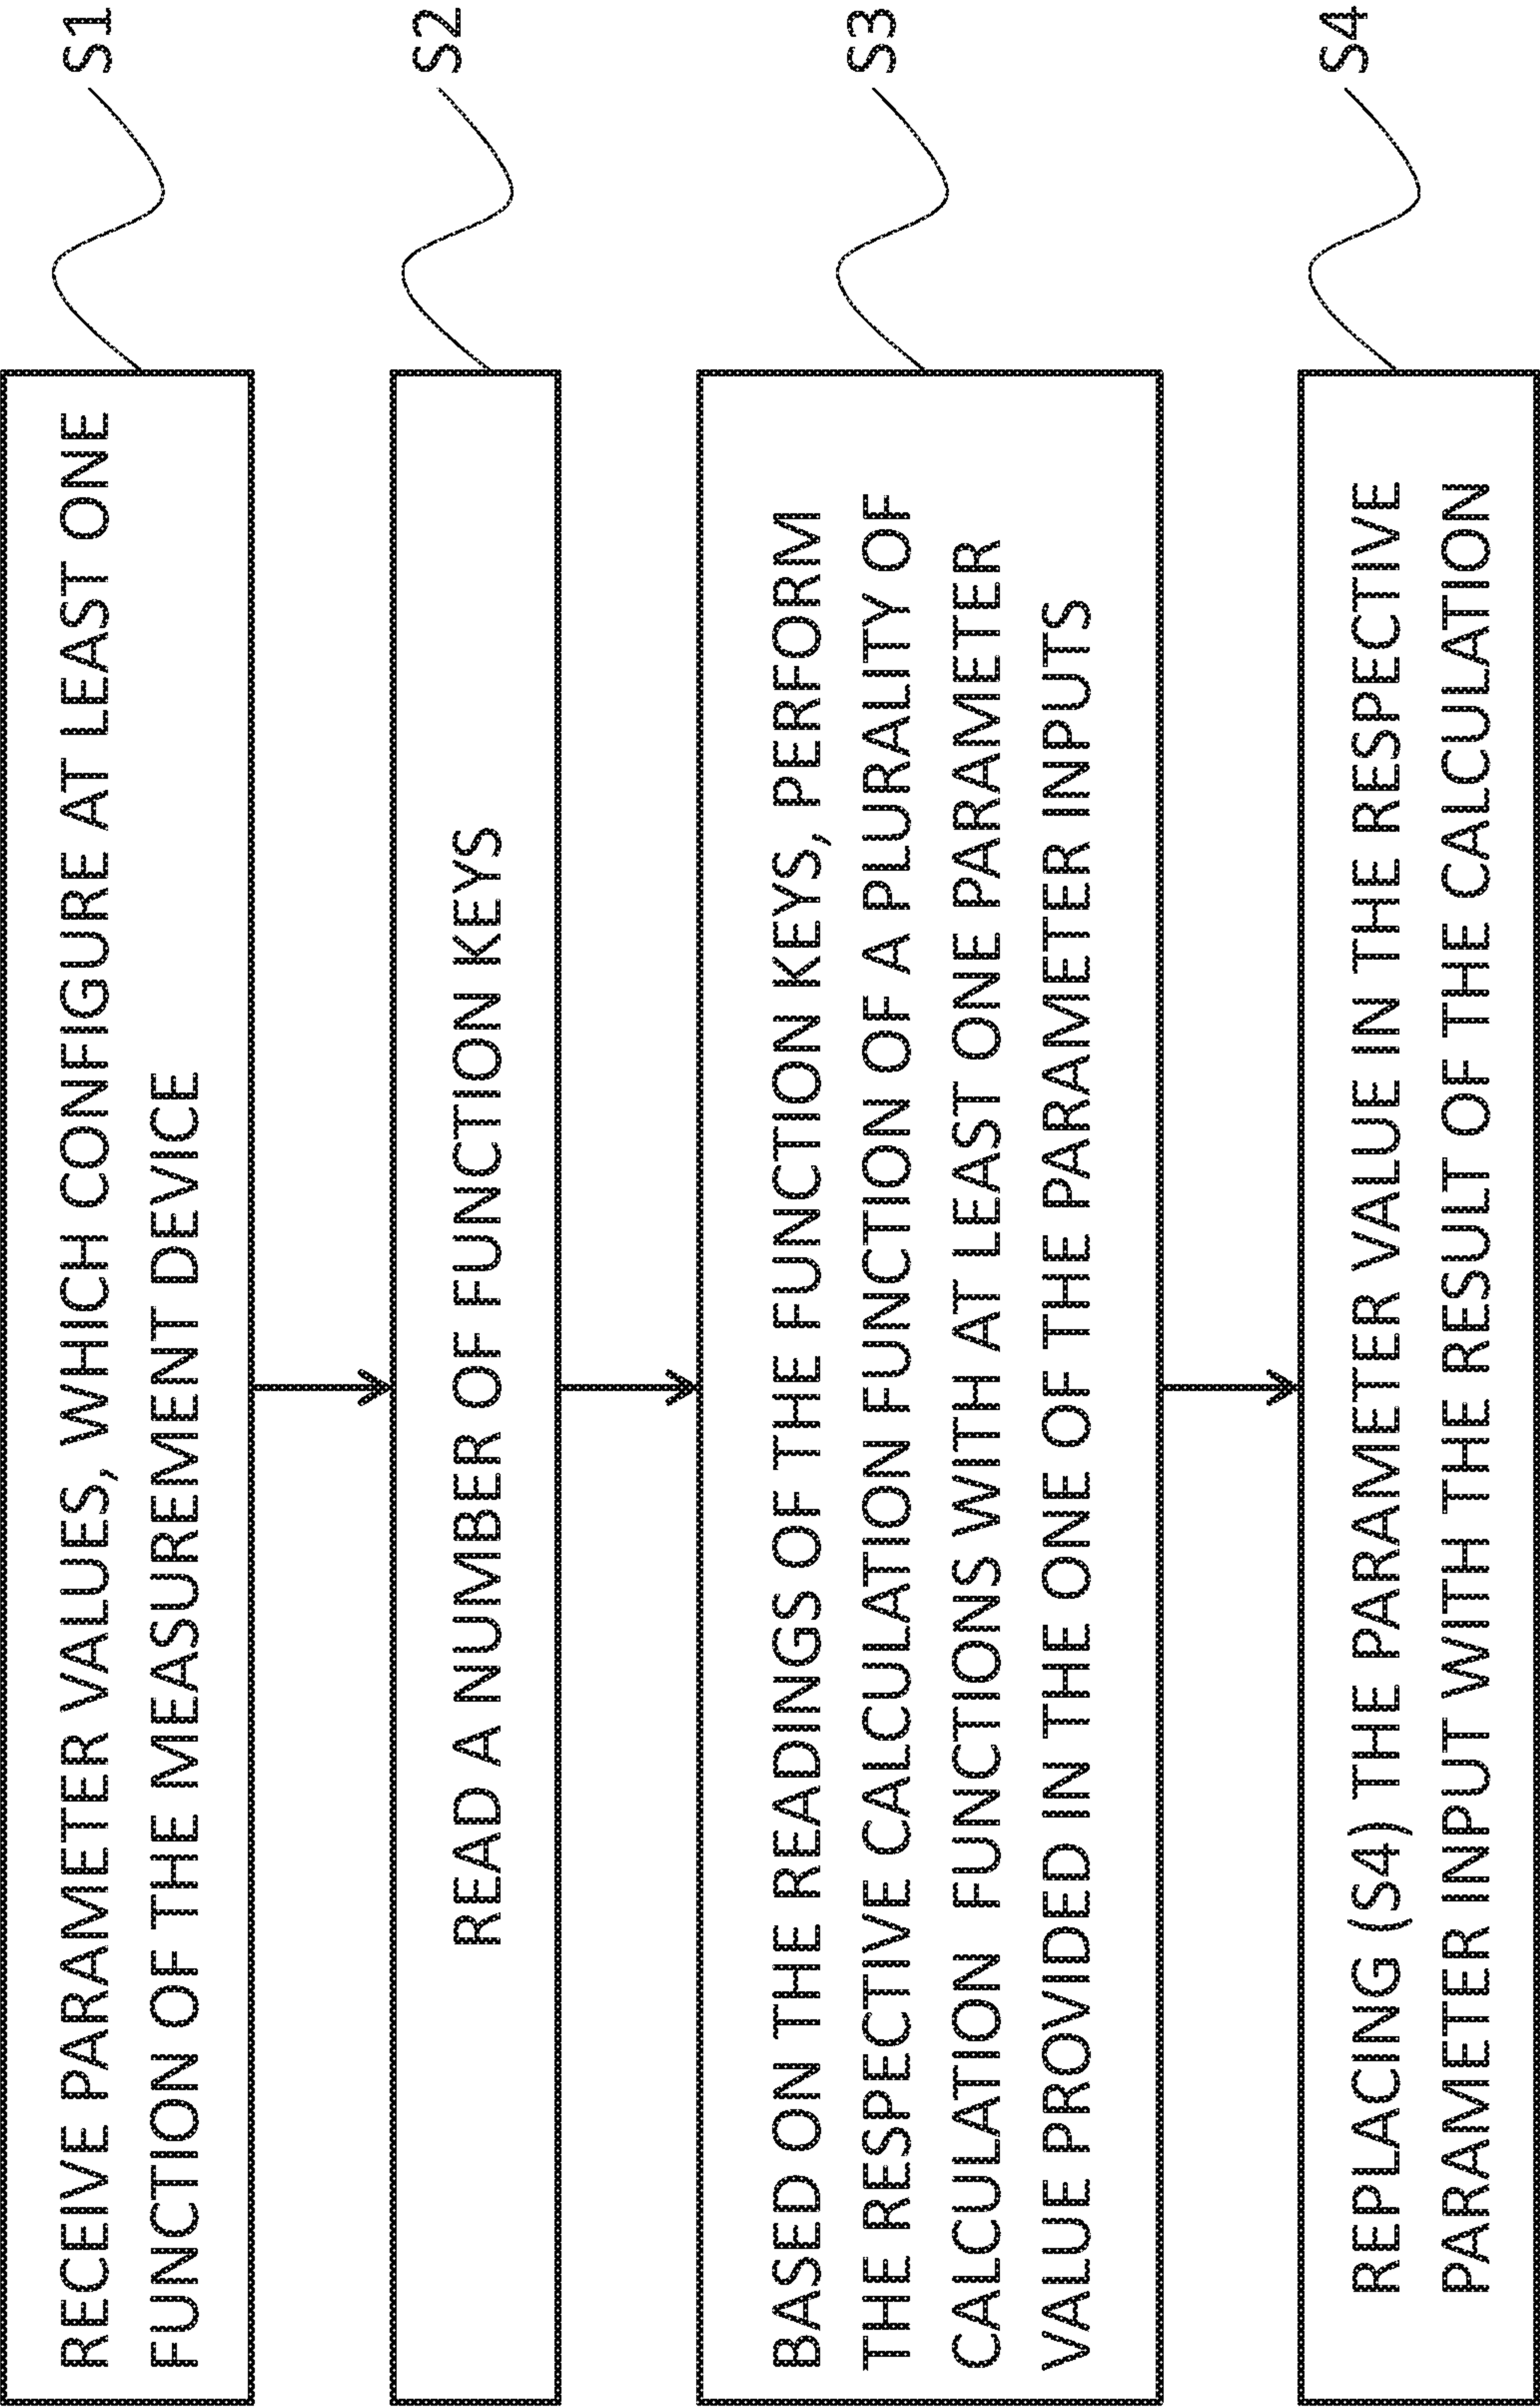 RECEIVE PARAMETER VALUES, WHICH CONFIGURE AT LEAST ONE
FUNCTION OF THE MEASUREMENT DEVICE
S1
READ A NUMBER OF FUNCTION KEYS
S2
BASED ON THE READINGS OF THE FUNCTION KEYS, PERFORM
THE RESPECTIVE CALCULATION FUNCTION OF A PLURALITY OF
CALCULATION FUNCTIONS WITH AT LEAST ONE PARAMETER
VALUE PROVIDED IN THE ONE OF THE PARAMETER INPUTS
S3
REPLACING (S4) THE PARAMETER VALUE IN THE RESPECTIVE
PARAMETER INPUT WITH THE RESULT OF THE CALCULATION
S4